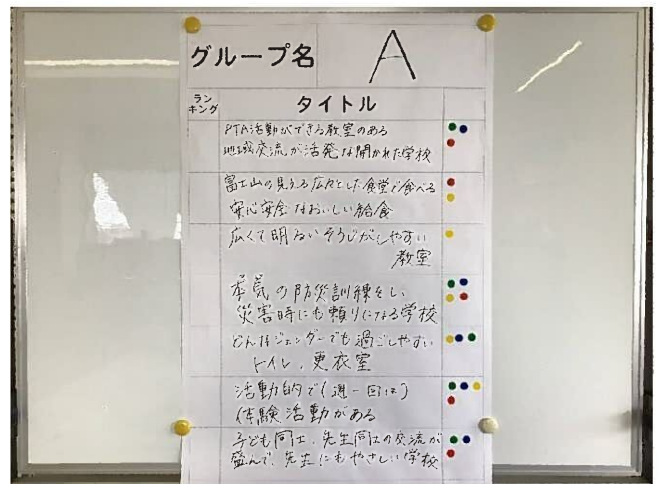 グループ名 A
ランキング タイトル
PTA活動ができる教室のある
地域交流が活発な開かれた学校
富士山の見える広々とした食堂で食べる
安心安全なおいしい給食
広くて明るいそうじがしやすい
教室
本気の防災訓練をし
災害時にも頼りになる学校
どんなジェンダーでも過ごしやすい
トイレ、更衣室
活動的で(週一回は)
体験活動がある
子ども同士、先生同士の交流が
盛んで、先生にもやさしい学校